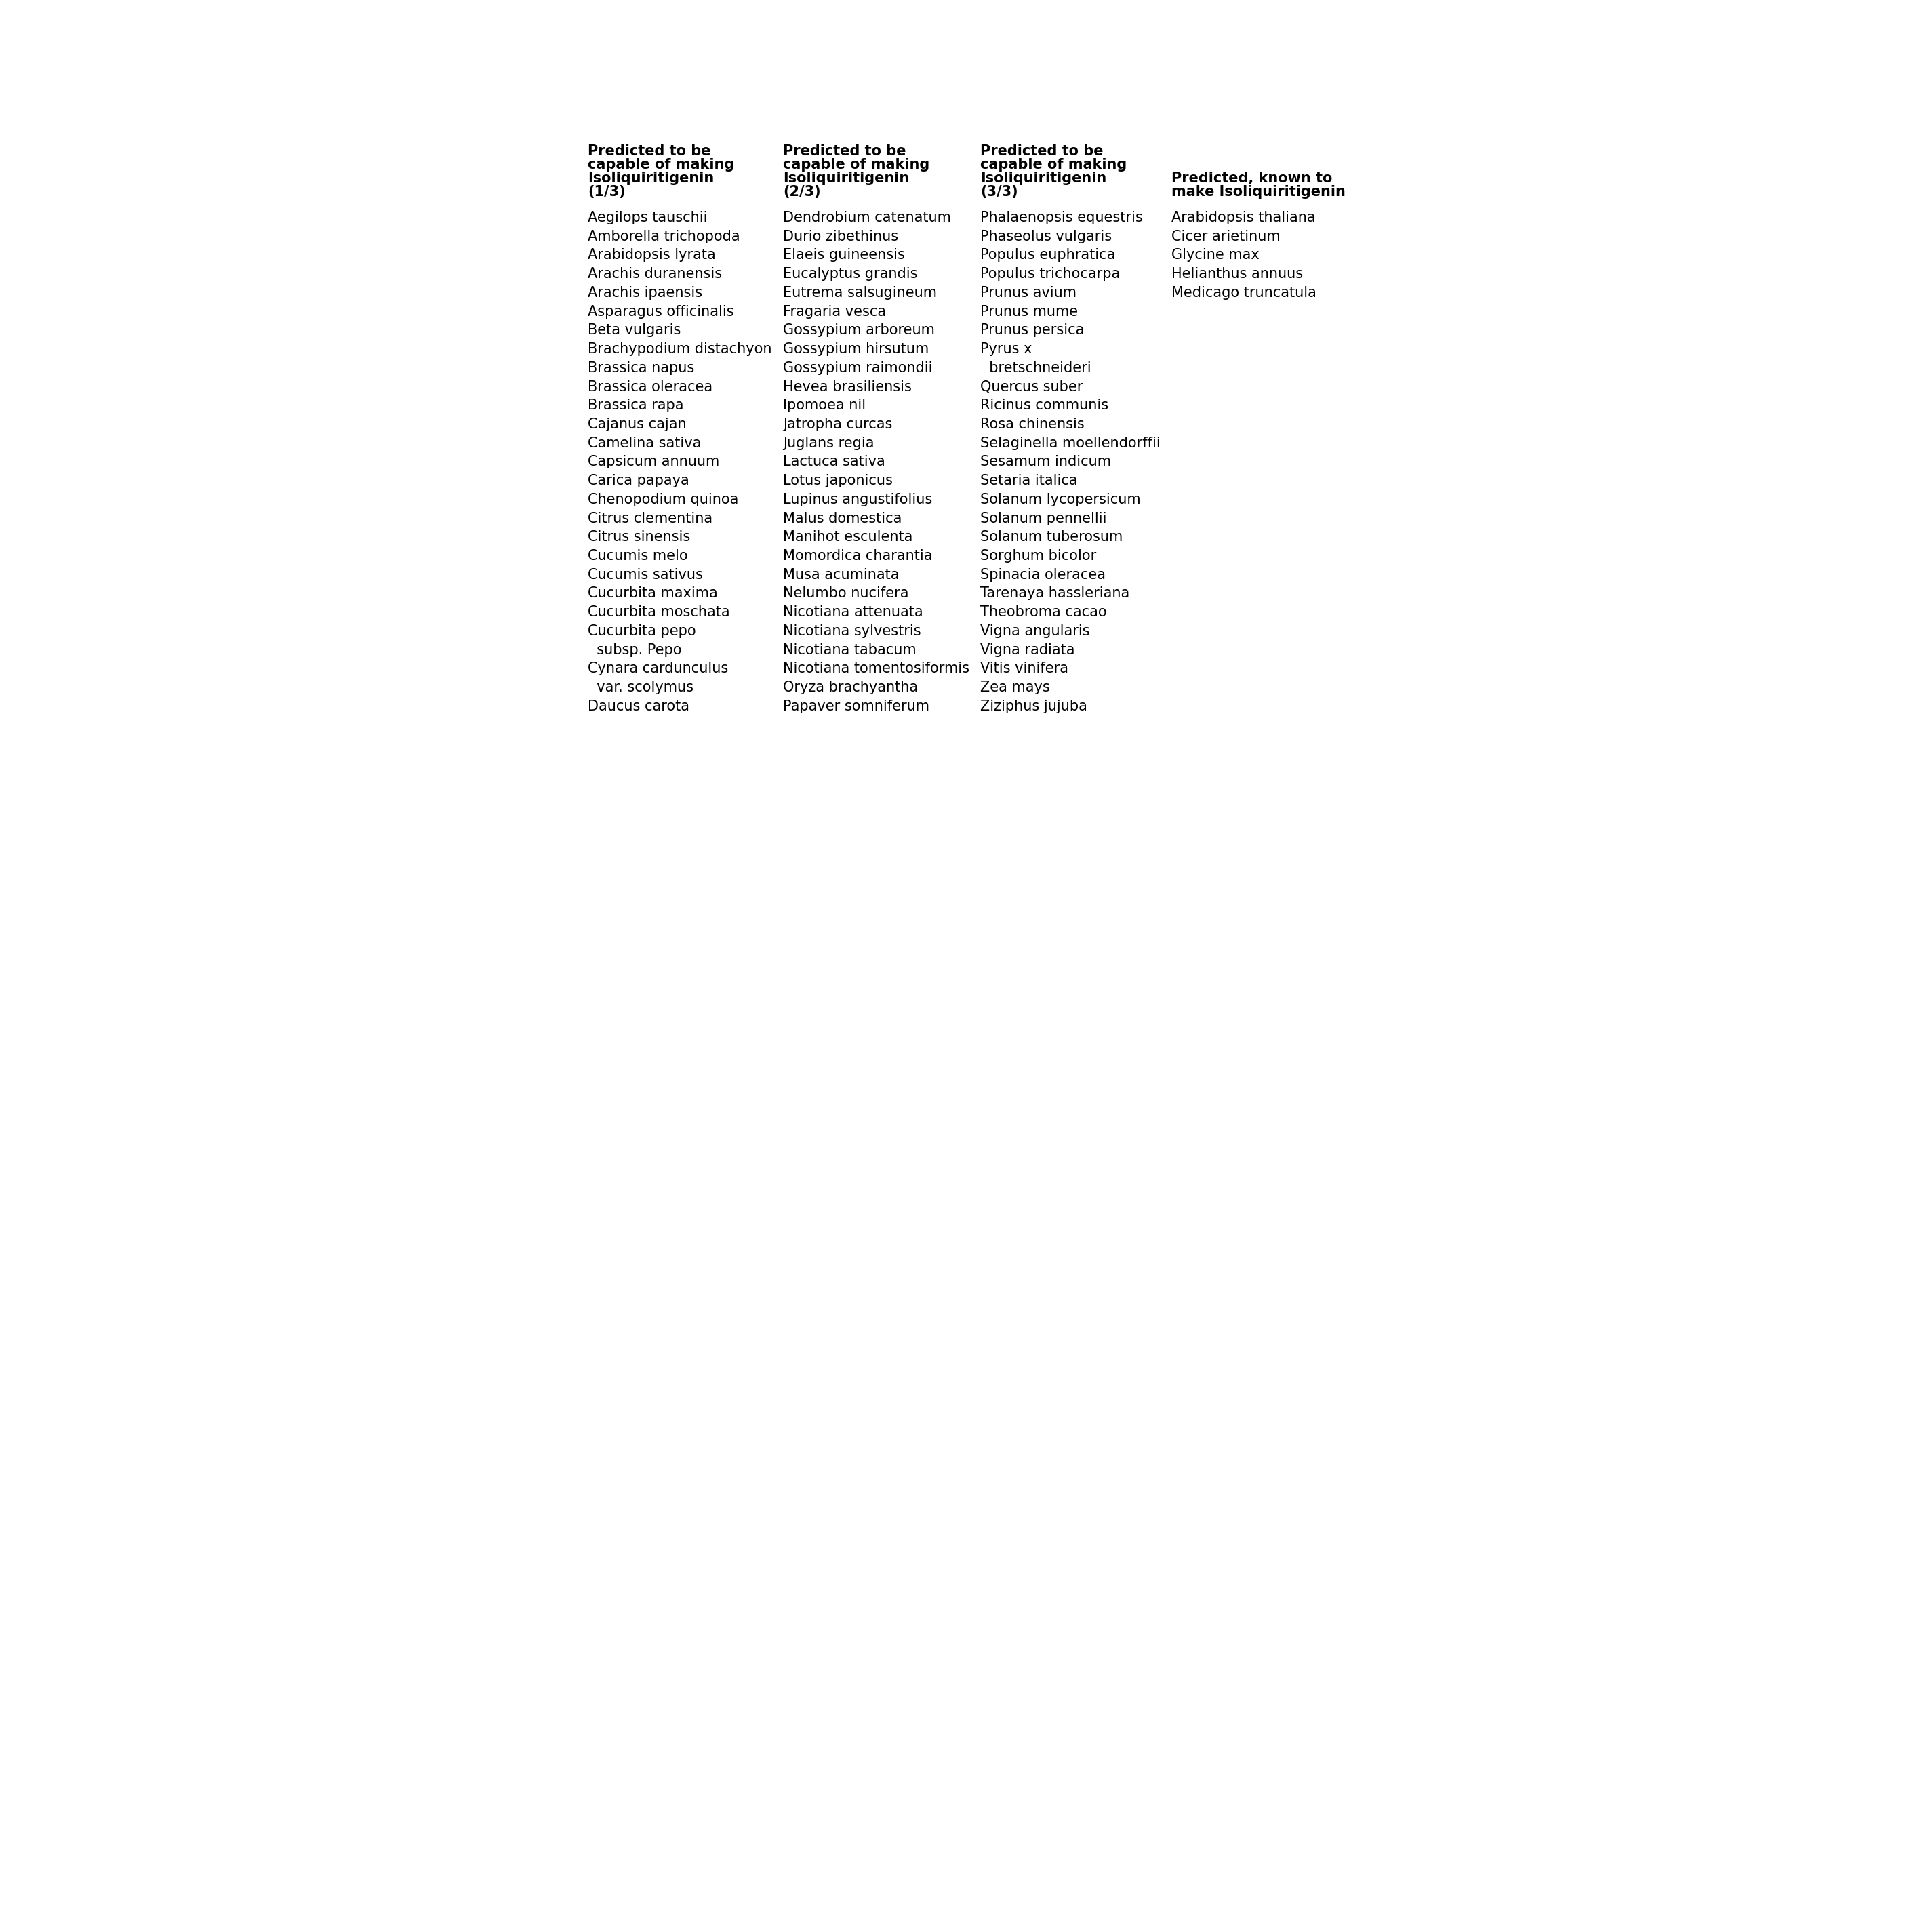 Predicted to be
capable of making
Isoliquiritigenin
(1/3)
Aegilops tauschii
Amborella trichopoda
Arabidopsis lyrata
Arachis duranensis
Arachis ipaensis
Asparagus officinalis
Beta vulgaris
Brachypodium distachyon
Brassica napus
Brassica oleracea
Brassica rapa
Cajanus cajan
Camelina sativa
Capsicum annuum
Carica papaya
Chenopodium quinoa
Citrus clementina
Citrus sinensis
Cucumis melo
Cucumis sativus
Cucurbita maxima
Cucurbita moschata
Cucurbita pepo
subsp. Pepo
Cynara cardunculus
var. scolymus
Daucus carota
Predicted to be
capable of making
Isoliquiritigenin
(2/3)
Dendrobium catenatum
Durio zibethinus
Elaeis guineensis
Eucalyptus grandis
Eutrema salsugineum
Fragaria vesca
Gossypium arboreum
Gossypium hirsutum
Gossypium raimondii
Hevea brasiliensis
Ipomoea nil
Jatropha curcas
Juglans regia
Lactuca sativa
Lotus japonicus
Lupinus angustifolius
Malus domestica
Manihot esculenta
Momordica charantia
Musa acuminata
Nelumbo nucifera
Nicotiana attenuata
Nicotiana sylvestris
Nicotiana tabacum
Nicotiana tomentosiformis
Oryza brachyantha
Papaver somniferum
Predicted to be
capable of making
Isoliquiritigenin
(3/3)
Phalaenopsis equestris
Phaseolus vulgaris
Populus euphratica
Populus trichocarpa
Prunus avium
Prunus mume
Prunus persica
Pyrus x
bretschneideri
Quercus suber
Ricinus communis
Rosa chinensis
Selaginella moellendorffii
Sesamum indicum
Setaria italica
Solanum lycopersicum
Solanum pennellii
Solanum tuberosum
Sorghum bicolor
Spinacia oleracea
Tarenaya hassleriana
Theobroma cacao
Vigna angularis
Vigna radiata
Vitis vinifera
Zea mays
Ziziphus jujuba
Predicted, known to
make Isoliquiritigenin
Arabidopsis thaliana
Cicer arietinum
Glycine max
Helianthus annuus
Medicago truncatula